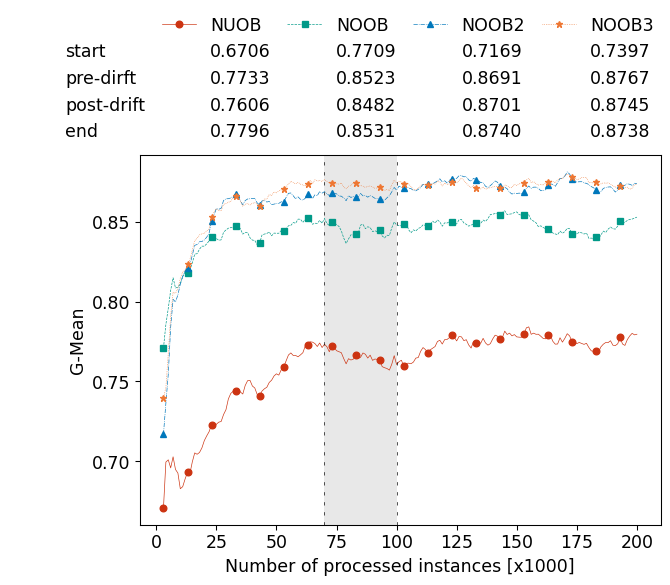 NUOB NOOB NOOB2 NOOB3
start 0.6706 0.7709 0.7169 0.7397
pre-dirft 0.7733 0.8523 0.8691 0.8767
post-drift 0.7606 0.8482 0.8701 0.8745
end 0.7796 0.8531 0.8740 0.8738
0.85
0.80
0.75
0.70
G-Mean
0 25 50 75 100 125 150 175 200
Number of processed instances [x1000]